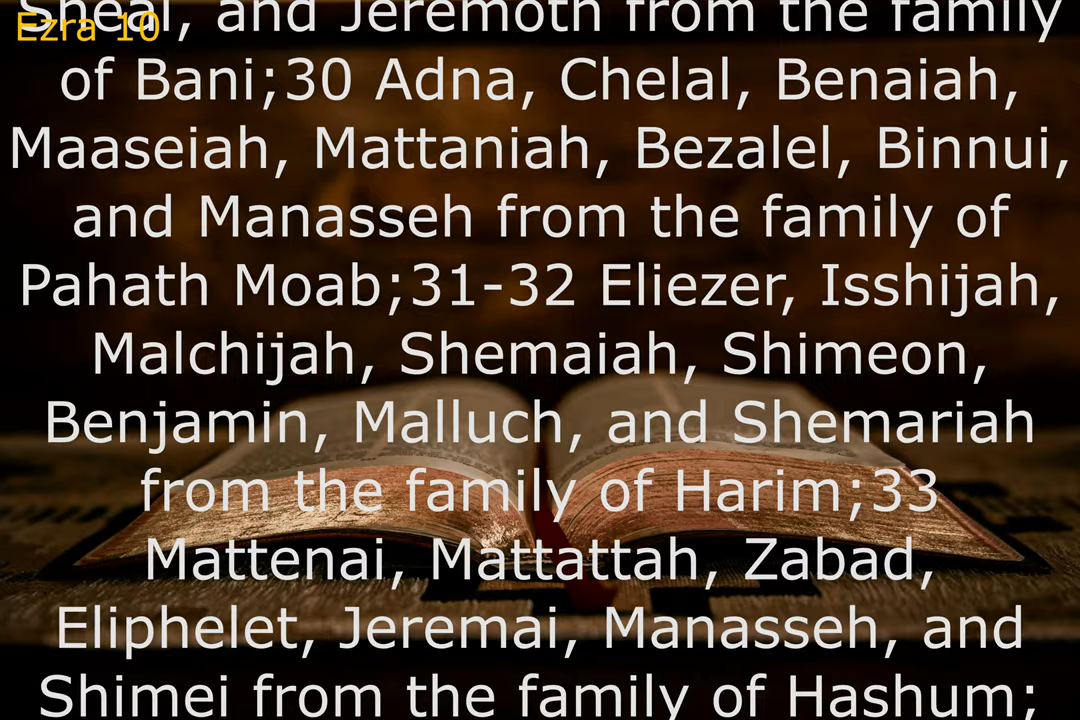 Ezra 10
Sheal, and Jeremoth from the family
of Bani;30 Adna, Chelal, Benaiah,
Maaseiah, Mattaniah, Bezalel, Binnui,
and Manasseh from the family of
Pahath Moab;31-32 Eliezer, Isshijah,
Malchijah, Shemaiah, Shimeon,
Benjamin, Malluch, and Shemariah
from the family of Harim;33
Mattenai, Mattattah, Zabad,
Eliphelet, Jeremai, Manasseh, and
Shimei from the family of Hashum;